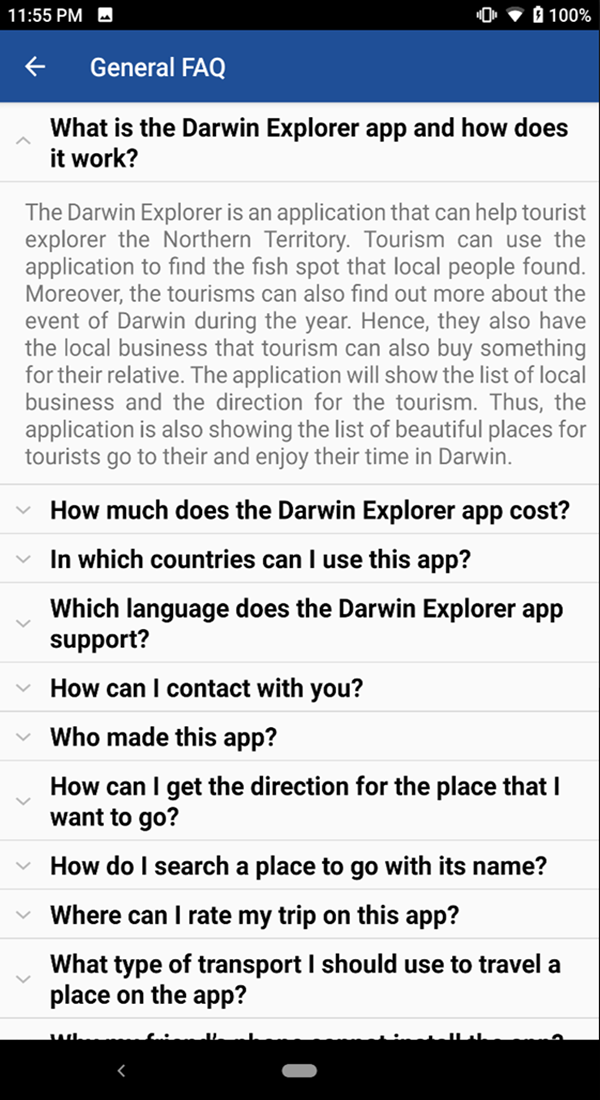 11:55 PM
100%
General FAQ
What is the Darwin Explorer app and how does
it work?
The Darwin Explorer is an application that can help tourist
explorer the Northern Territory. Tourism can use the
application to find the fish spot that local people found.
Moreover, the tourisms can also find out more about the
event of Darwin during the year. Hence, they also have
the local business that tourism can also buy something
for their relative. The application will show the list of local
business and the direction for the tourism. Thus, the
application is also showing the list of beautiful places for
tourists go to their and enjoy their time in Darwin.
How much does the Darwin Explorer app cost?
In which countries can I use this app?
Which language does the Darwin Explorer app
support?
How can I contact with you?
Who made this app?
How can I get the direction for the place that I
want to go?
How do I search a place to go with its name?
Where can I rate my trip on this app?
What type of transport I should use to travel a
place on the app?
Why my friend's phone cannot install the app?